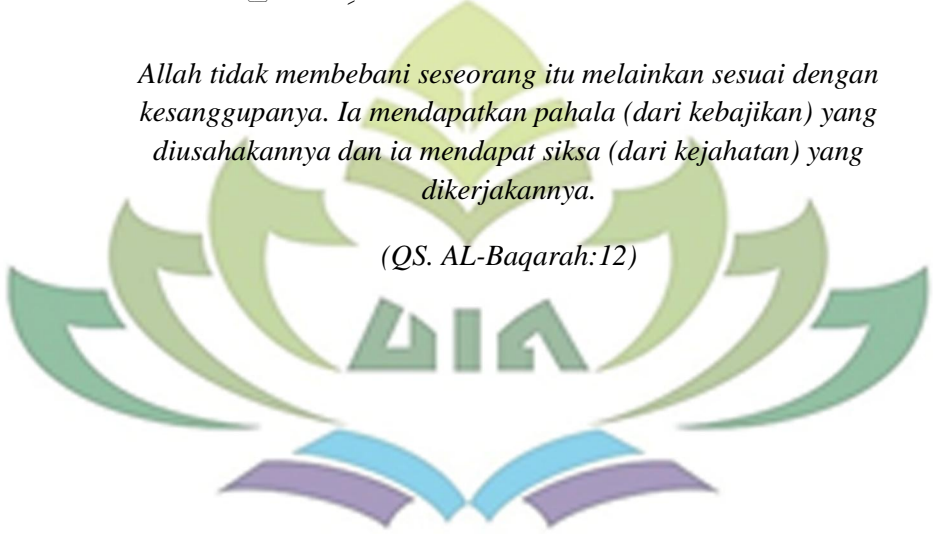 Allah tidak membebani seseorang itu melainkan sesuai dengan
kesanggupanya. Ia mendapatkan pahala (dari kebajikan) yang
diusahakannya dan ia mendapat siksa (dari kejahatan) yang
dikerjakannya.
(QS. AL-Baqarah:12)
UIN